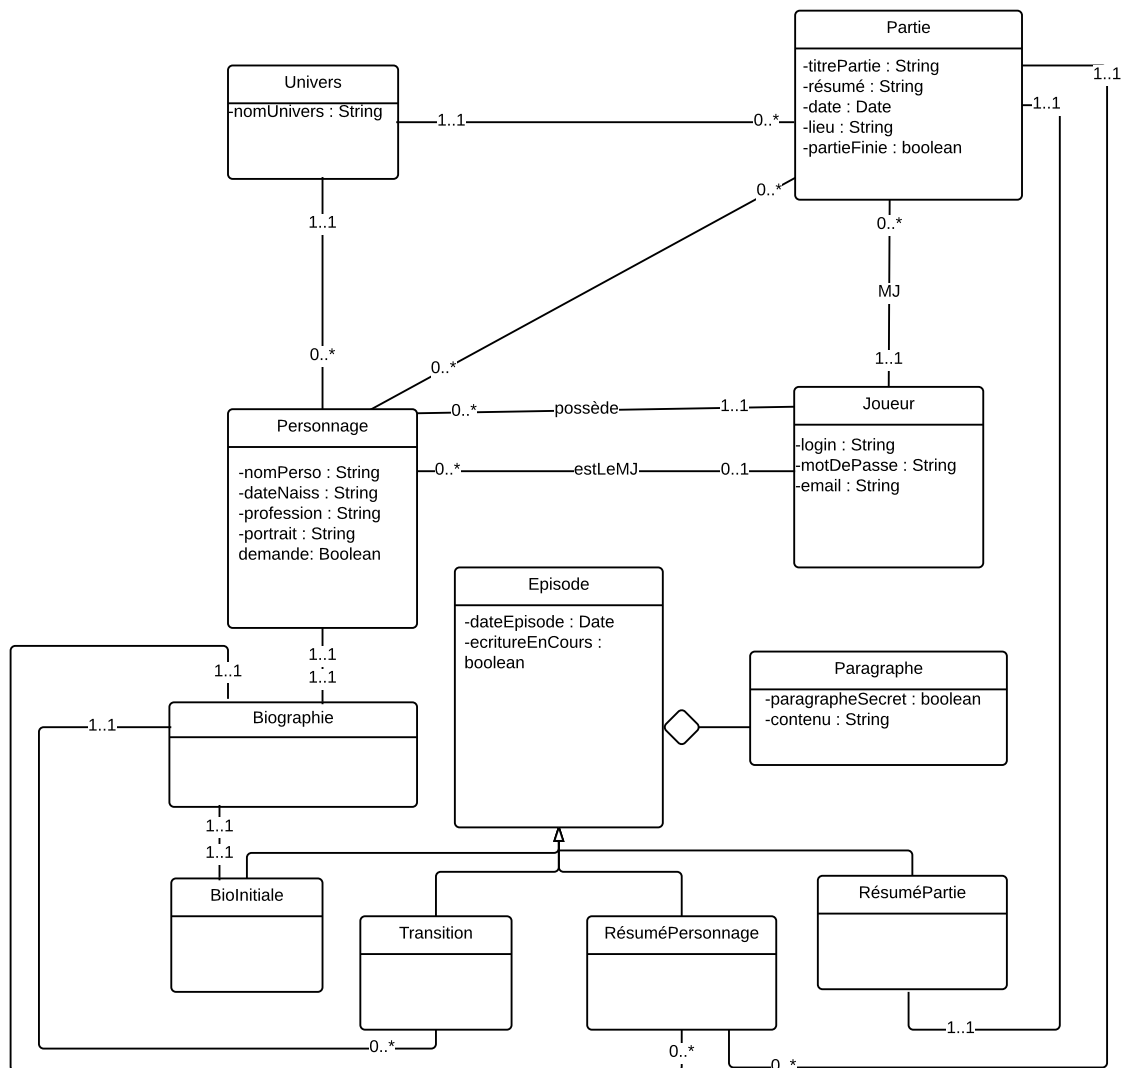 Partie
-titrePartie : String
-résumé : String
-date : Date
-lieu : String
-partieFinie : boolean
1..1
1..1
Univers
-nomUnivers : String
1..1
0..*
0..*
0..*
1..1
MJ
0..*
0..*
1..1
Personnage
-nomPerso : String
-dateNaiss : String
-profession : String
-portrait : String
demande: Boolean
0..*
possède
1..1
0..*
estLeMJ
0..1
Joueur
-login : String
-motDePasse : String
-email : String
Episode
-dateEpisode : Date
-ecritureEnCours :
boolean
Paragraphe
-paragrapheSecret : boolean
-contenu : String
1..1
1..1
1..1
1..1
Biographie
1..1
1..1
BioInitiale
Transition
RésuméPersonnage
RésuméPartie
1..1
0..*
0..*
0..*